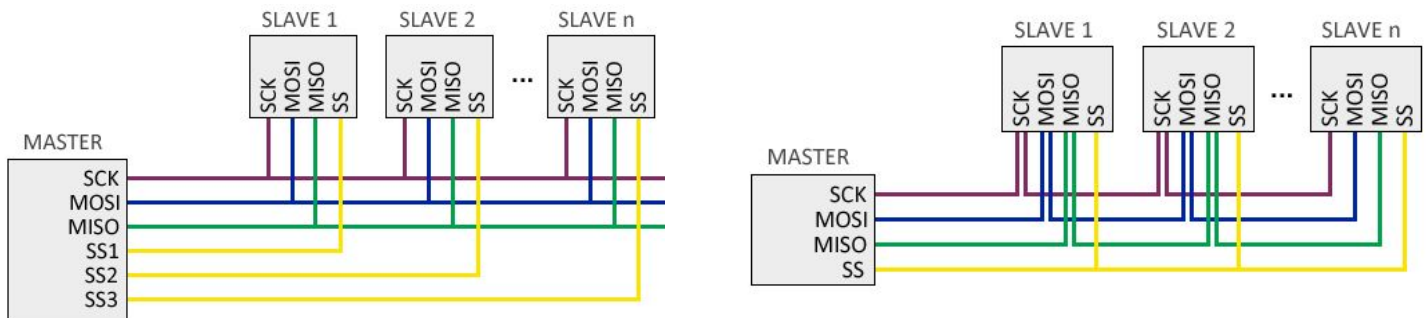 SLAVE 1 SLAVE 2 SLAVE n
SCK MOSI MISO SS SCK MOSI MISO SS ... SCK MOSI MISO SS
MASTER
SCK
MOSI
MISO
SS1
SS2
SS3
SLAVE 1 SLAVE 2 SLAVE n
SCK MOSI MISO SS SCK MOSI MISO SS ... SCK MOSI MISO SS
MASTER
SCK
MOSI
MISO
SS